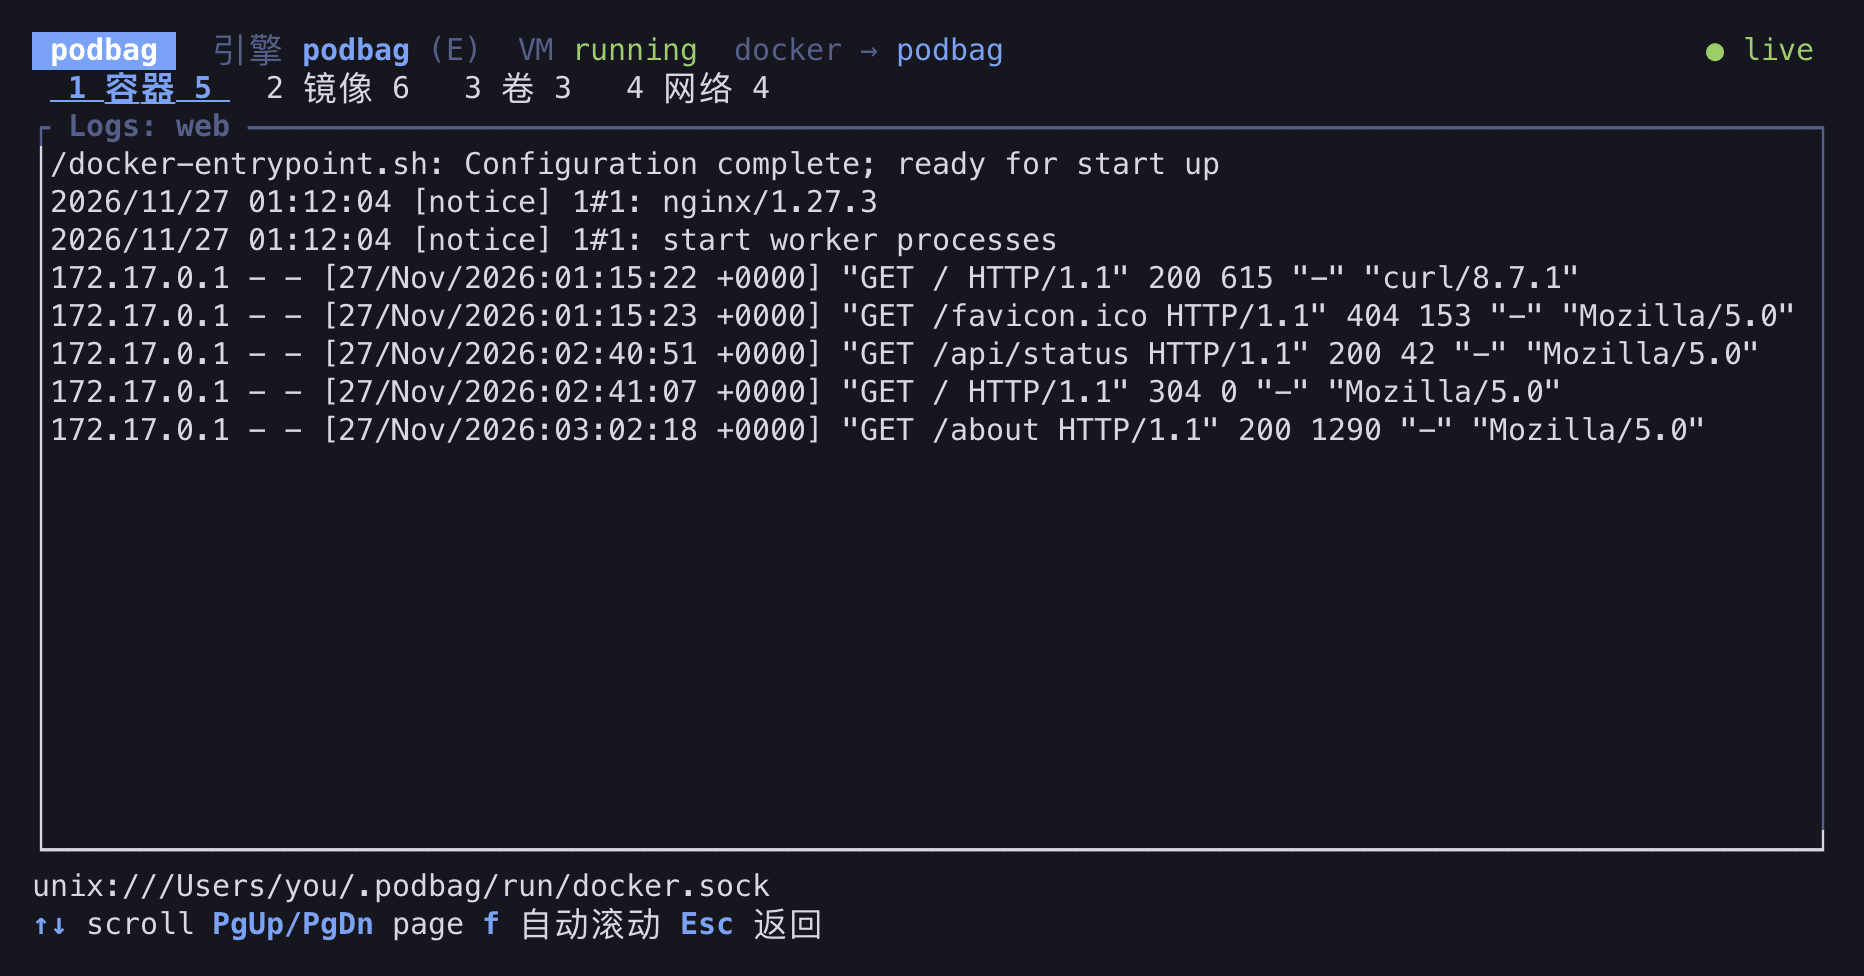 podbag 引擎 podbag (E) VM running docker → podbag ● live
1 容器 5 2 镜像 6 3 卷 3 4 网络 4
Logs: web
/docker-entrypoint.sh: Configuration complete; ready for start up
2026/11/27 01:12:04 [notice] 1#1: nginx/1.27.3
2026/11/27 01:12:04 [notice] 1#1: start worker processes
172.17.0.1 - - [27/Nov/2026:01:15:22 +0000] "GET / HTTP/1.1" 200 615 "-" "curl/8.7.1"
172.17.0.1 - - [27/Nov/2026:01:15:23 +0000] "GET /favicon.ico HTTP/1.1" 404 153 "-" "Mozilla/5.0"
172.17.0.1 - - [27/Nov/2026:02:40:51 +0000] "GET /api/status HTTP/1.1" 200 42 "-" "Mozilla/5.0"
172.17.0.1 - - [27/Nov/2026:02:41:07 +0000] "GET / HTTP/1.1" 304 0 "-" "Mozilla/5.0"
172.17.0.1 - - [27/Nov/2026:03:02:18 +0000] "GET /about HTTP/1.1" 200 1290 "-" "Mozilla/5.0"
unix:///Users/you/.podbag/run/docker.sock
↑↓ scroll PgUp/PgDn page f 自动滚动 Esc 返回